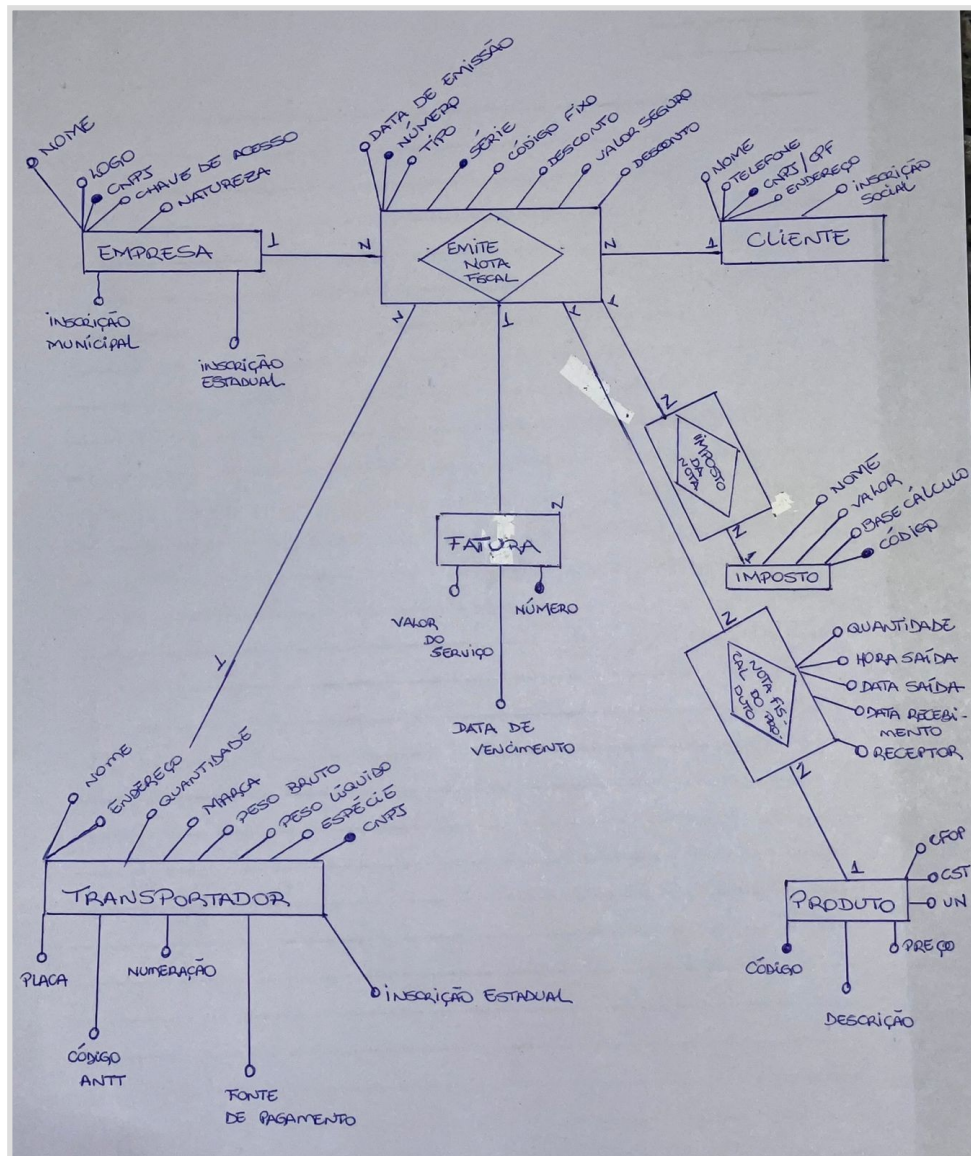 NOME
LOGO
CNPJ
CHAVE DE ACESSO
NATUREZA
EMPRESA
INSCRIÇÃO
MUNICIPAL
INSCRIÇÃO
ESTADUAL
1
N
DATA DE EMISSÃO
NÚMERO
TIPO
SÉRIE
CÓDIGO FIXO
DESCONTO
VALOR SEGURO
DESCONTO
EMITE
NOTA
FISCAL
N
1
NOME
TELEFONE
CNPJ/CPF
ENDEREÇO
INSCRIÇÃO
SOCIAL
CLIENTE
N
1
1
1
N
IMPOSTO
DA
NOTA
N
1
NOME
VALOR
BASE CÁLCULO
CÓDIGO
IMPOSTO
N
FATURA
VALOR
DO
SERVIÇO
NÚMERO
DATA DE
VENCIMENTO
N
NOTA FIS-
CAL DO PRO-
DUTO
QUANTIDADE
HORA SAÍDA
DATA SAÍDA
DATA RECEBI-
MENTO
RECEPTOR
N
1
1
NOME
ENDEREÇO
QUANTIDADE
MARCA
PESO BRUTO
PESO LÍQUIDO
ESPÉCIE
CNPJ
TRANSPORTADOR
PLACA
CÓDIGO
ANTT
NUMERAÇÃO
FONTE
DE PAGAMENTO
INSCRIÇÃO ESTADUAL
CFOP
CST
UN
PRODUTO
CÓDIGO
PREÇO
DESCRIÇÃO